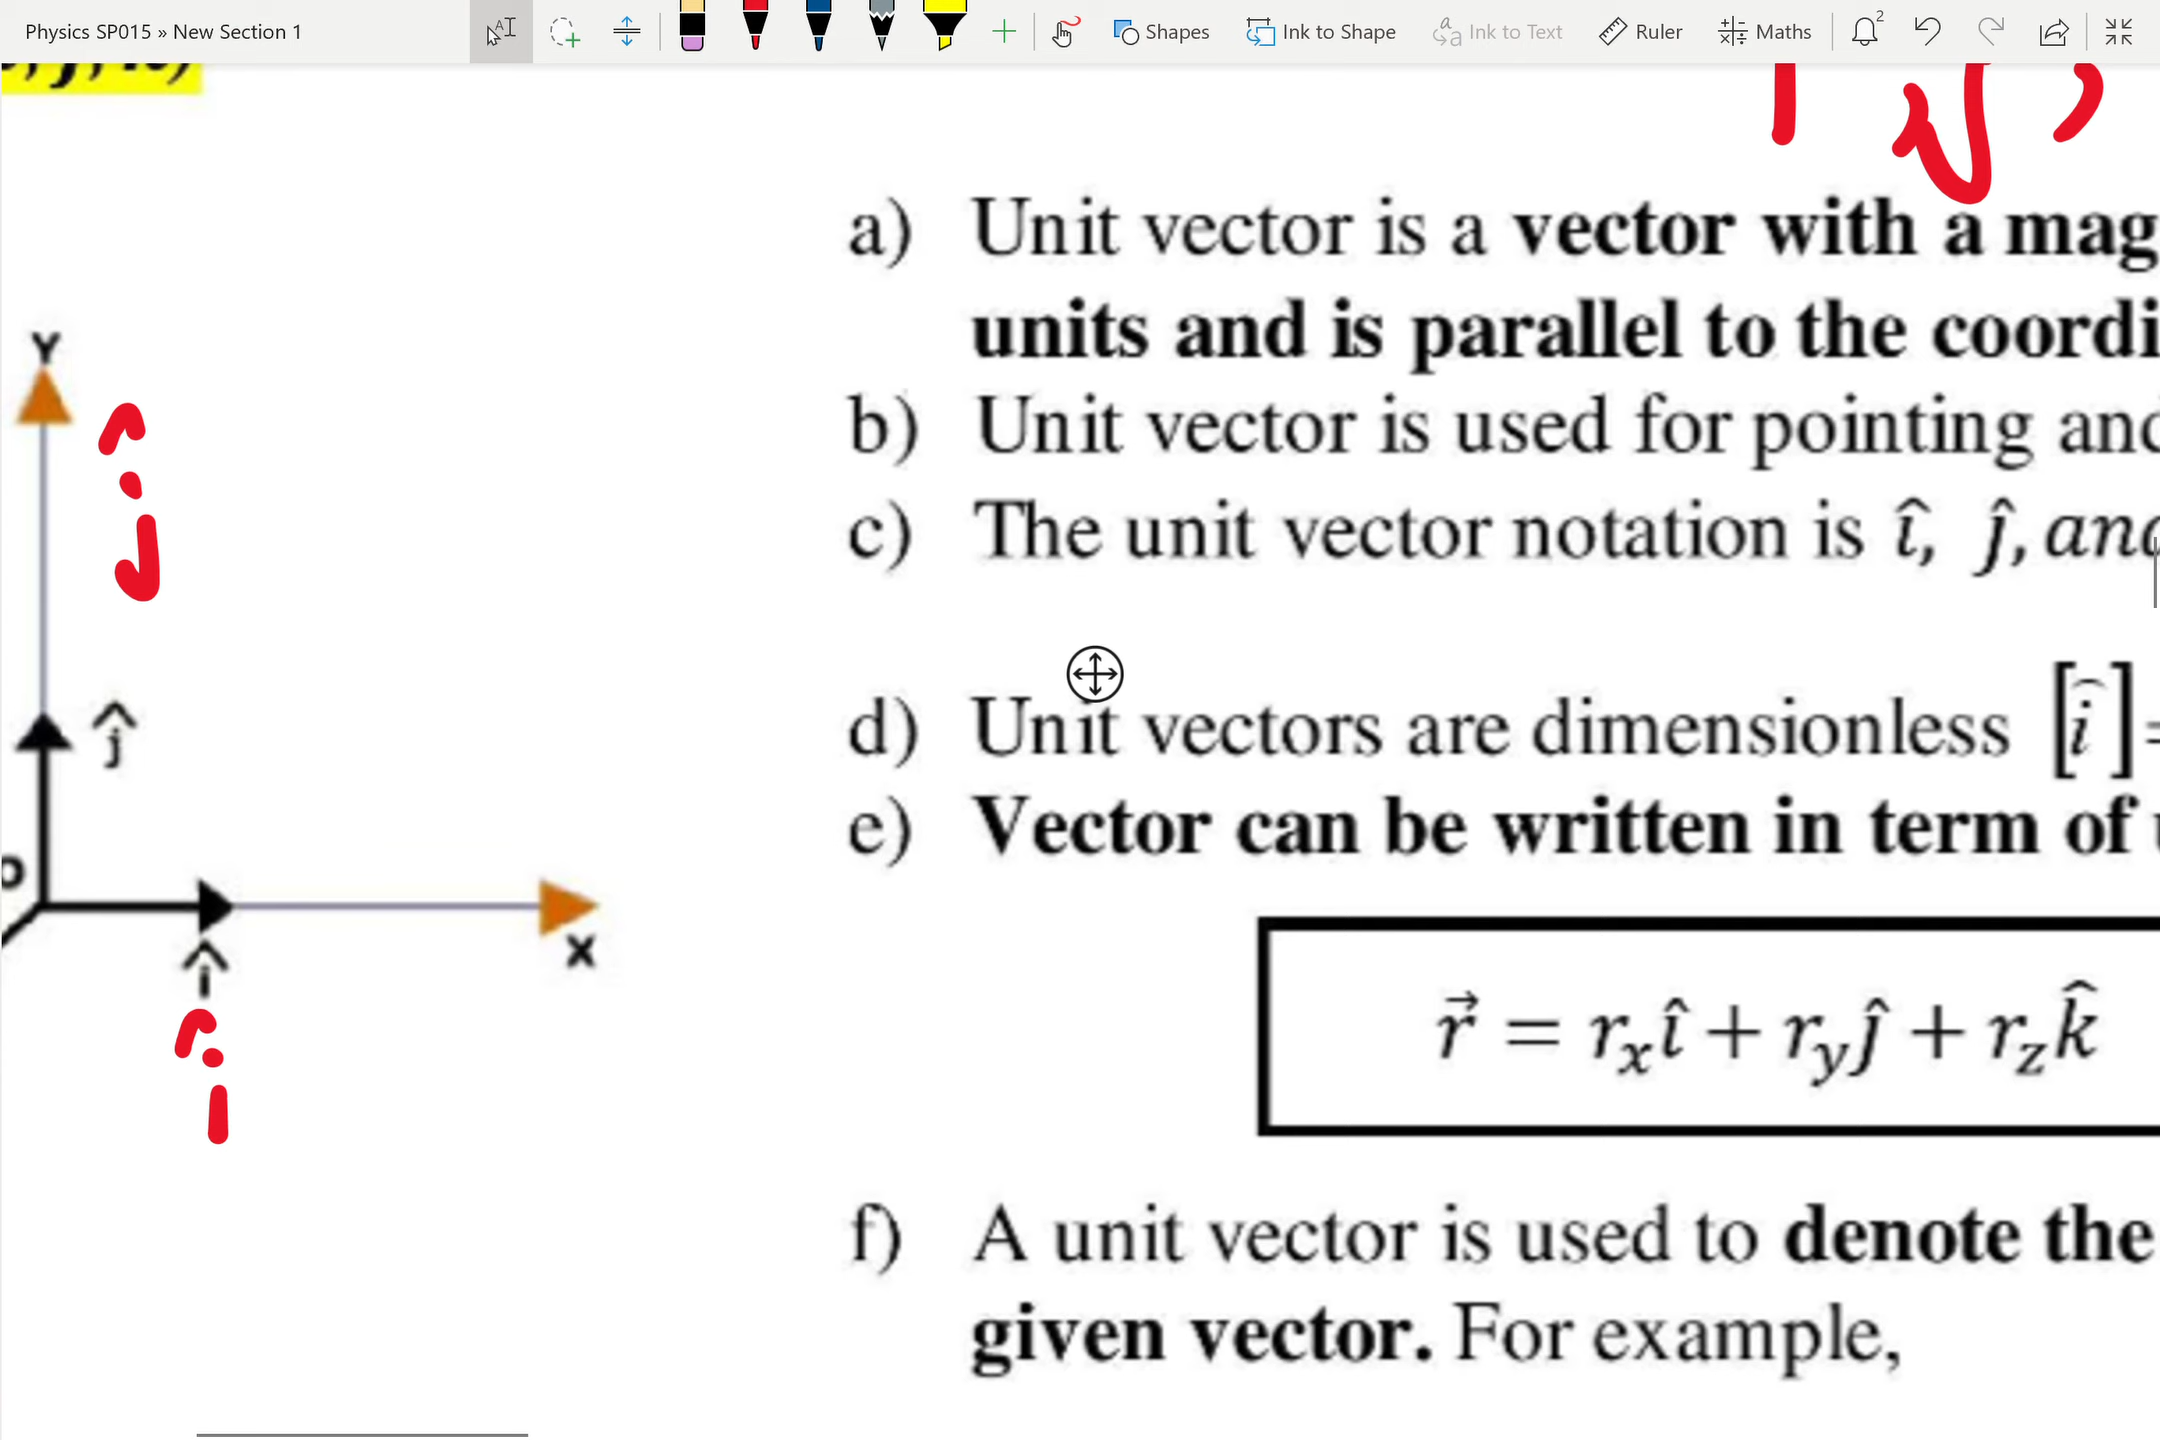 Physics SP015 » New Section 1
Shapes
Ink to Shape
Ink to Text
Ruler
Maths
2
a) Unit vector is a vector with a mag
units and is parallel to the coordi
b) Unit vector is used for pointing and
c) The unit vector notation is î, ĵ, and
d) Unit vectors are dimensionless [î]=
e) Vector can be written in term of
r⃗ = rₓî + r_yĵ + r_zk̂
f) A unit vector is used to denote the
given vector. For example,
Y
ĵ
ĵ
X
î
î